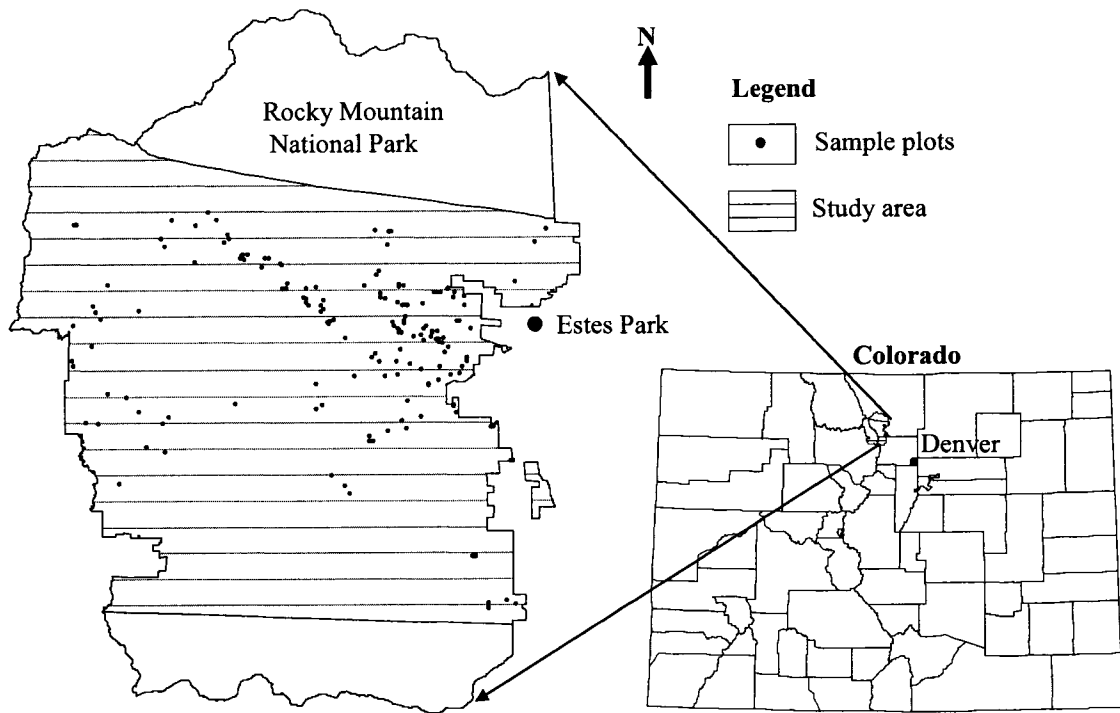 Rocky Mountain
National Park
N
Legend
Sample plots
Study area
Estes Park
Colorado
Denver